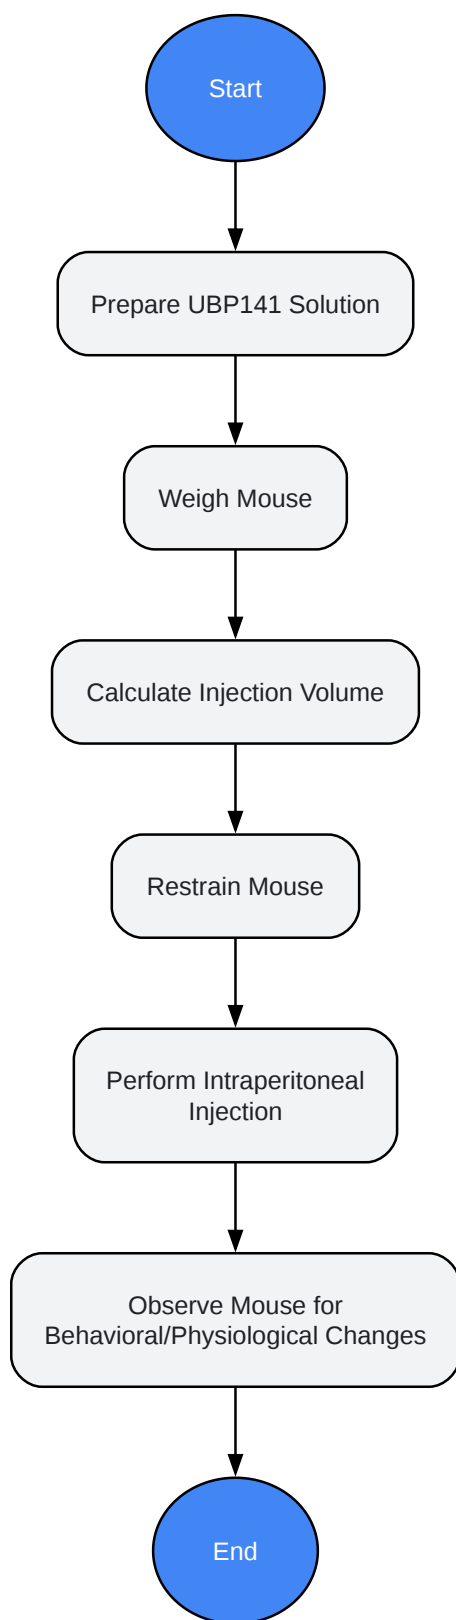 Start
Prepare UBP141 Solution
Weigh Mouse
Calculate Injection Volume
Restrain Mouse
Perform Intraperitoneal
Injection
Observe Mouse for
Behavioral/Physiological Changes
End